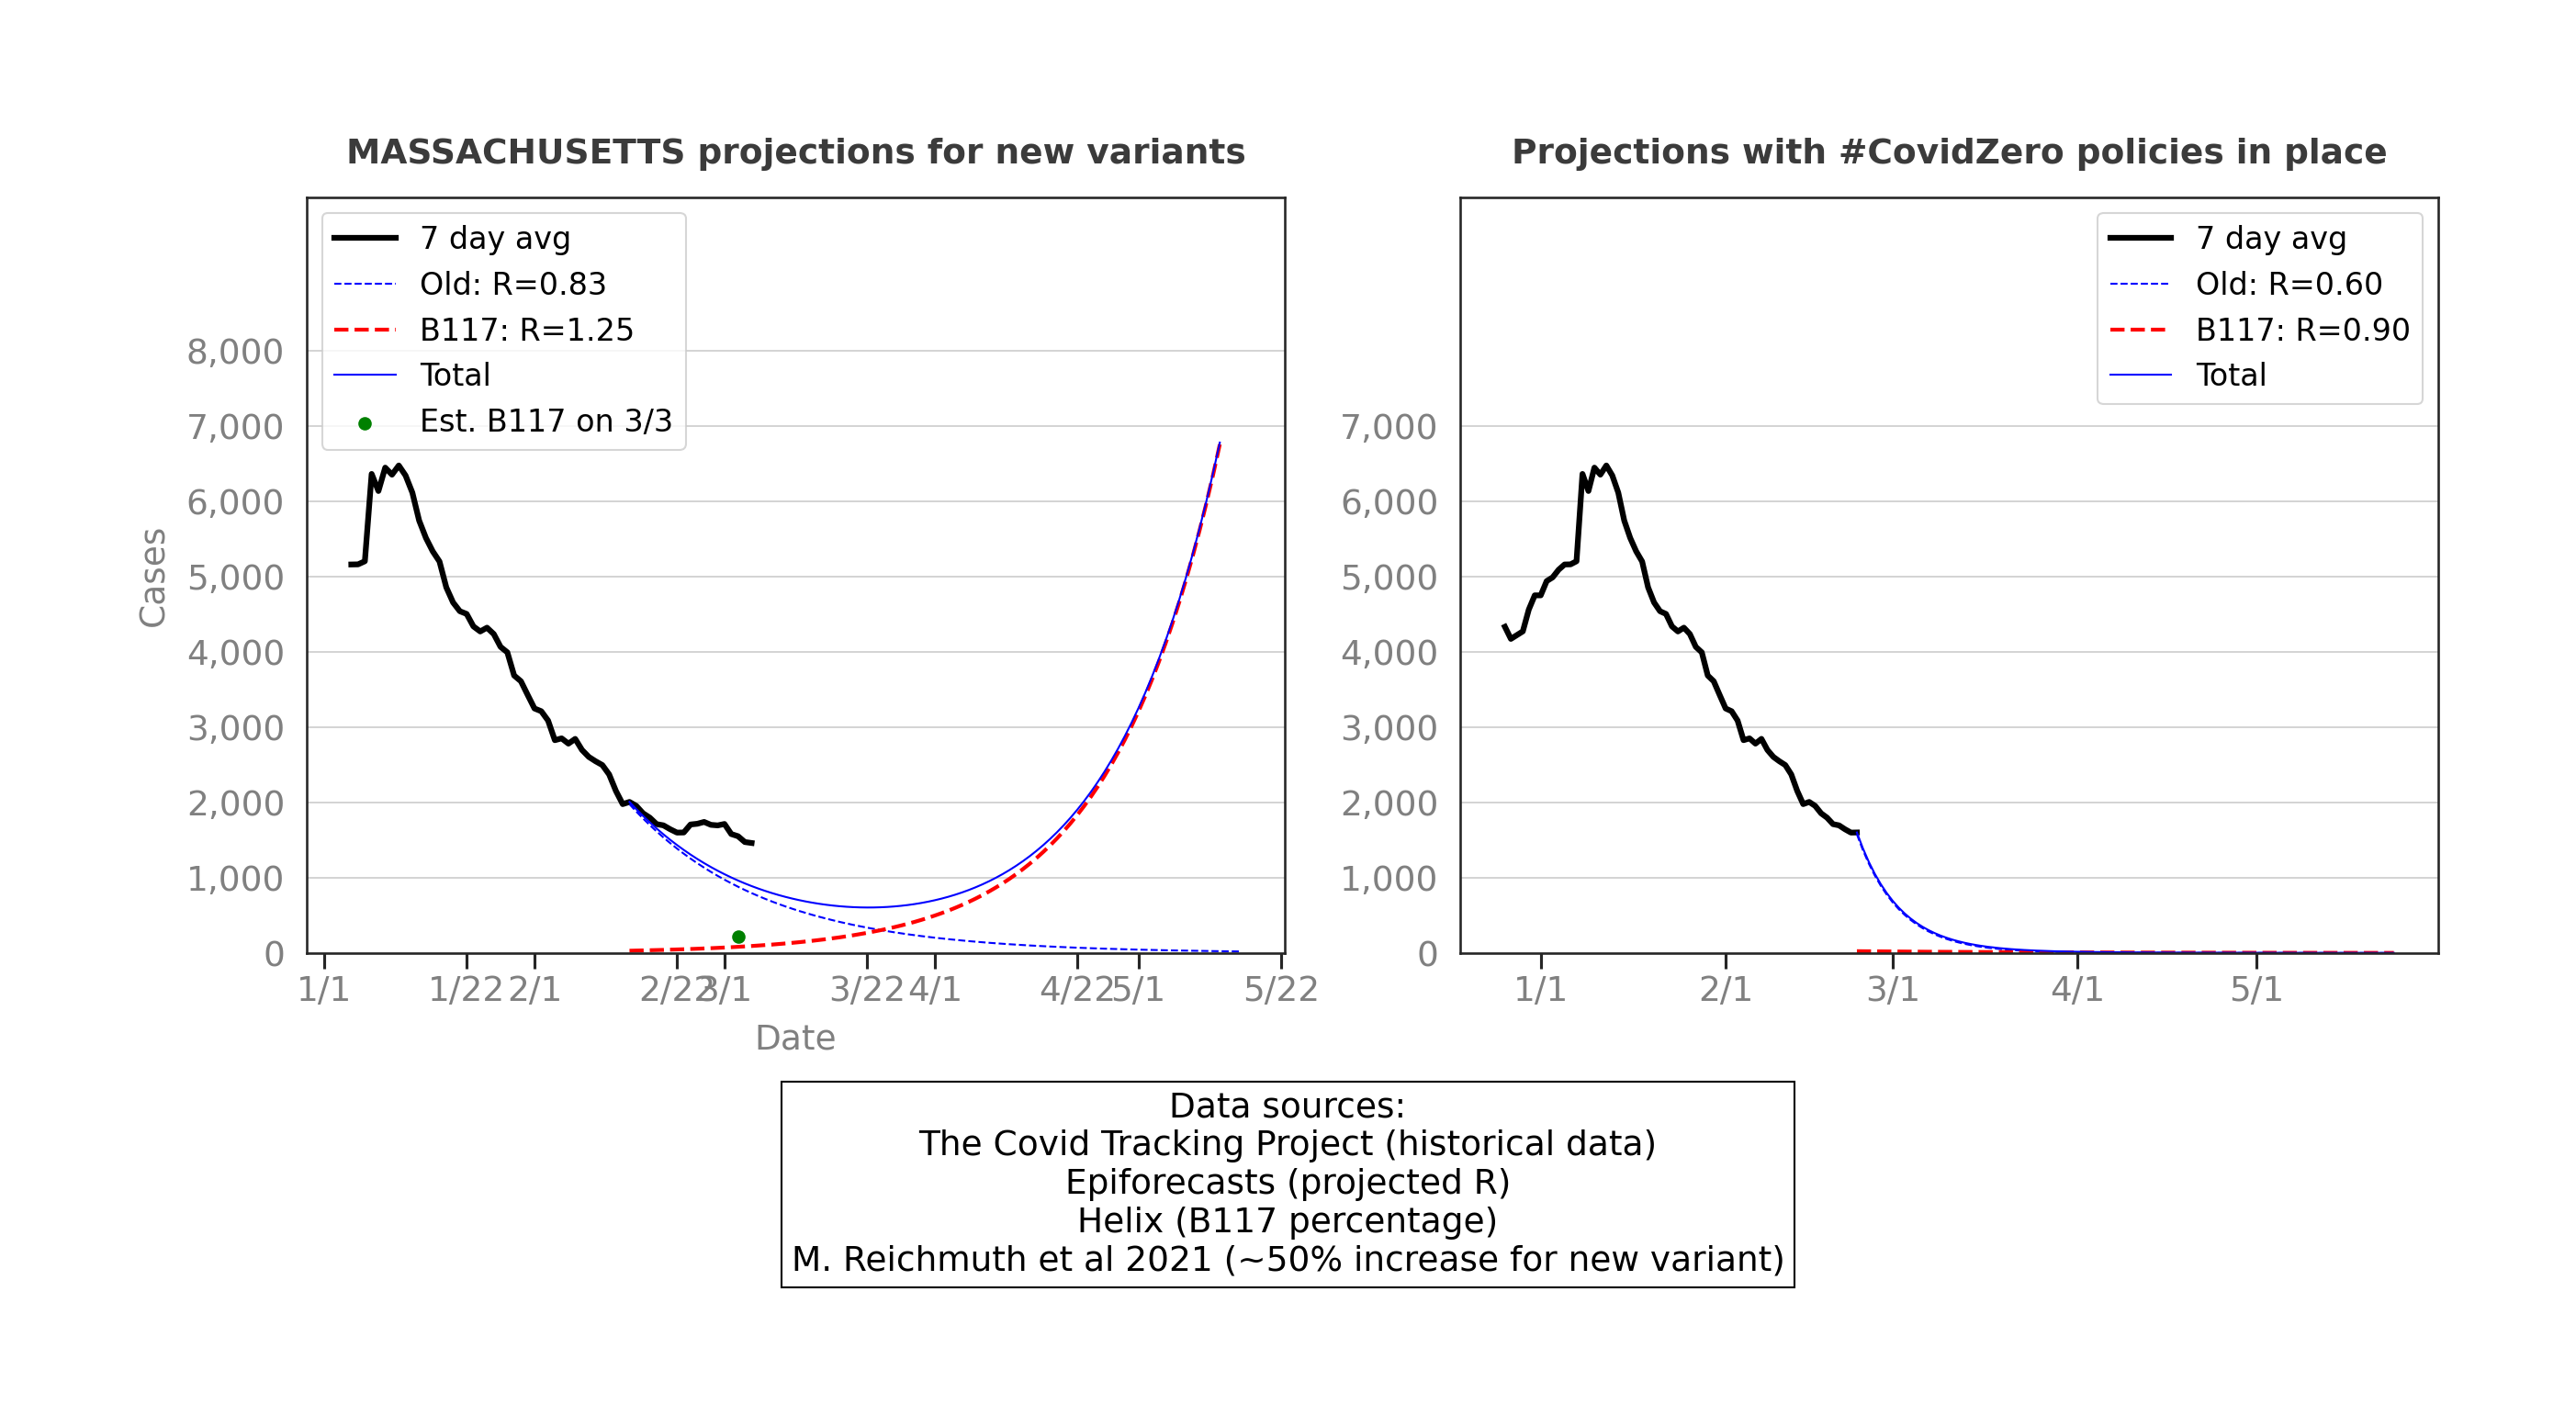 MASSACHUSETTS projections for new variants
7 day avg
Old: R=0.83
B117: R=1.25
Total
Est. B117 on 3/3
8,000
7,000
6,000
5,000
4,000
3,000
2,000
1,000
0
Cases
1/1
1/22
2/1
2/22
3/1
3/22
4/1
4/22
5/1
5/22
Date
Projections with #CovidZero policies in place
7 day avg
Old: R=0.60
B117: R=0.90
Total
7,000
6,000
5,000
4,000
3,000
2,000
1,000
0
1/1
2/1
3/1
4/1
5/1
Data sources:
The Covid Tracking Project (historical data)
Epiforecasts (projected R)
Helix (B117 percentage)
M. Reichmuth et al 2021 (~50% increase for new variant)